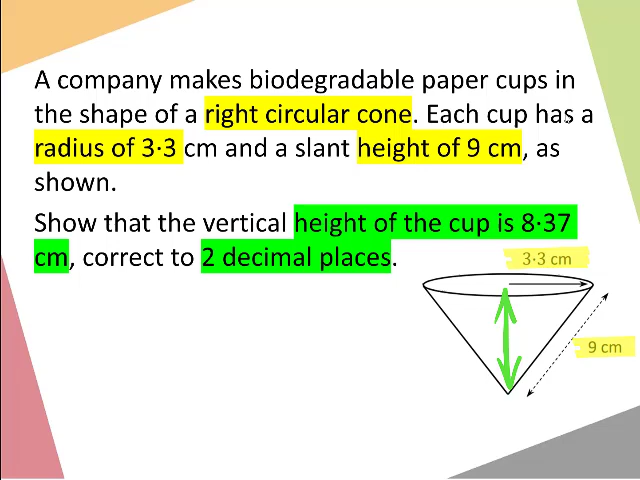 A company makes biodegradable paper cups in
the shape of a right circular cone. Each cup has a
radius of 3·3 cm and a slant height of 9 cm, as
shown.
Show that the vertical height of the cup is 8·37
cm, correct to 2 decimal places.
3·3 cm
9 cm